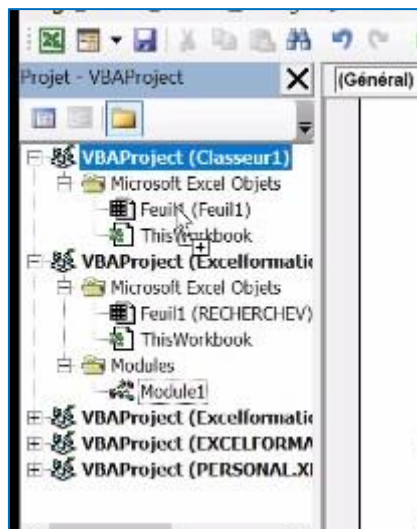 Projet - VBAProject
(Général)
VBAProject (Classeur1)
Microsoft Excel Objets
Feuil1 (Feuil1)
ThisWorkbook
VBAProject (Excelformatic
Microsoft Excel Objets
Feuil1 (RECHERCHEV)
ThisWorkbook
Modules
Module1
VBAProject (Excelformatic
VBAProject (EXCELFORMA
VBAProject (PERSONAL.XI